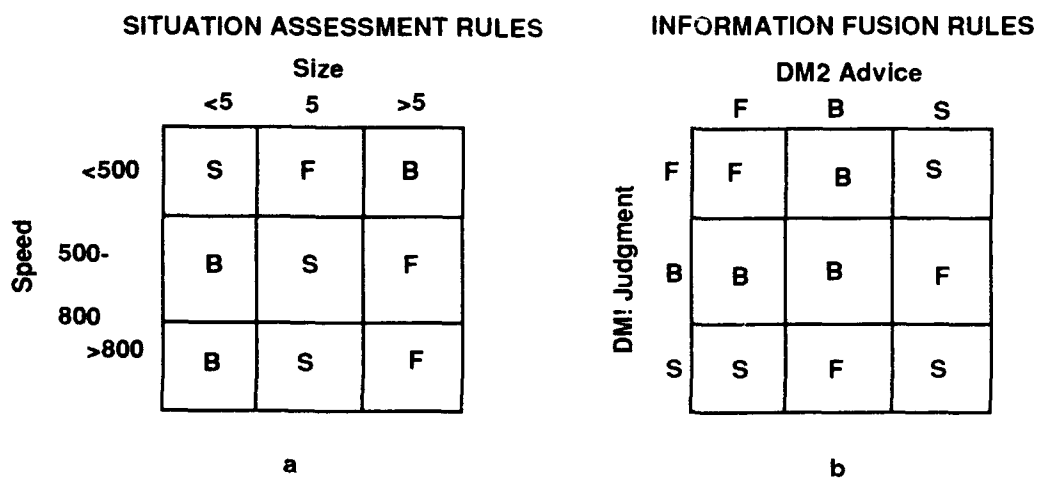 SITUATION ASSESSMENT RULES
Size
<5 5 >5
<500 S F B
Speed
500-
800
B S F
>800 B S F
a
INFORMATION FUSION RULES
DM2 Advice
F B S
DM! Judgment
F F B S
B B B F
S S F S
b